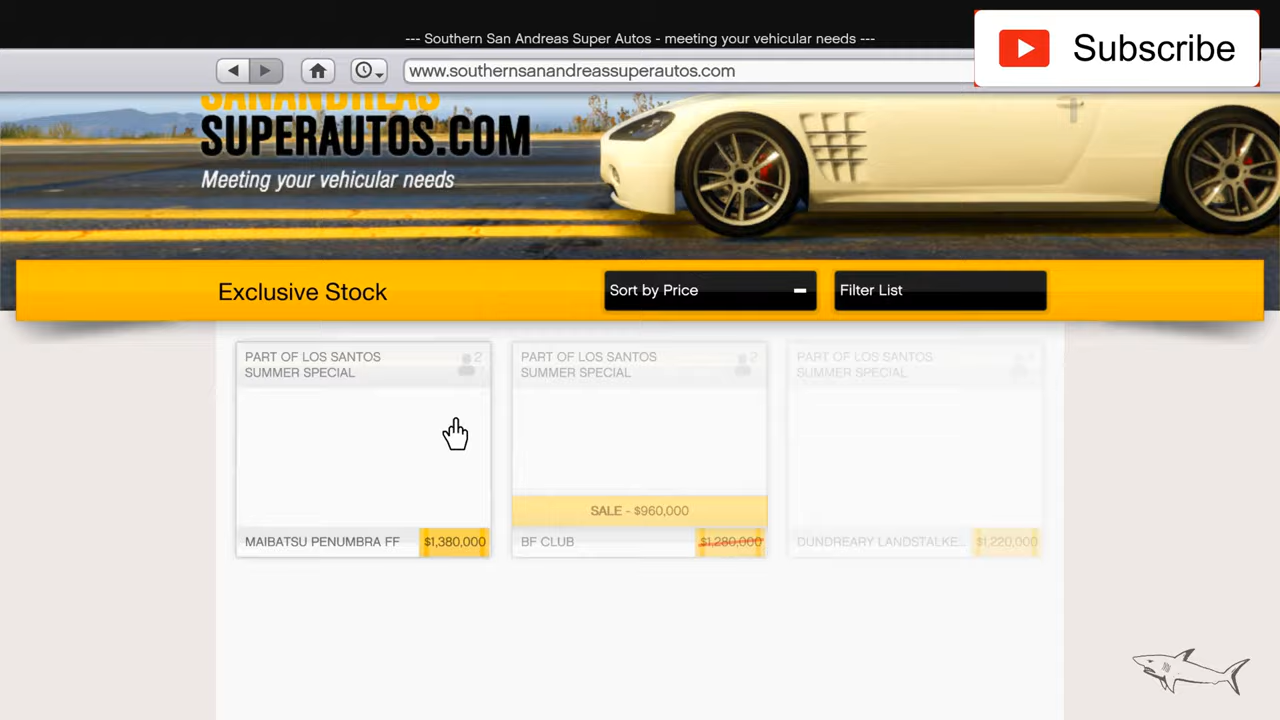 --- Southern San Andreas Super Autos - meeting your vehicular needs ---
Subscribe
www.southernsanandreassuperautos.com
SANANDREAS
SUPERAUTOS.COM
Meeting your vehicular needs
Exclusive Stock
Sort by Price
Filter List
PART OF LOS SANTOS
SUMMER SPECIAL
2
PART OF LOS SANTOS
SUMMER SPECIAL
2
PART OF LOS SANTOS
SUMMER SPECIAL
SALE - $960,000
MAIBATSU PENUMBRA FF
$1,380,000
BF CLUB
$1,280,000
DUNDREARY LANDSTALKE...
$1,220,000